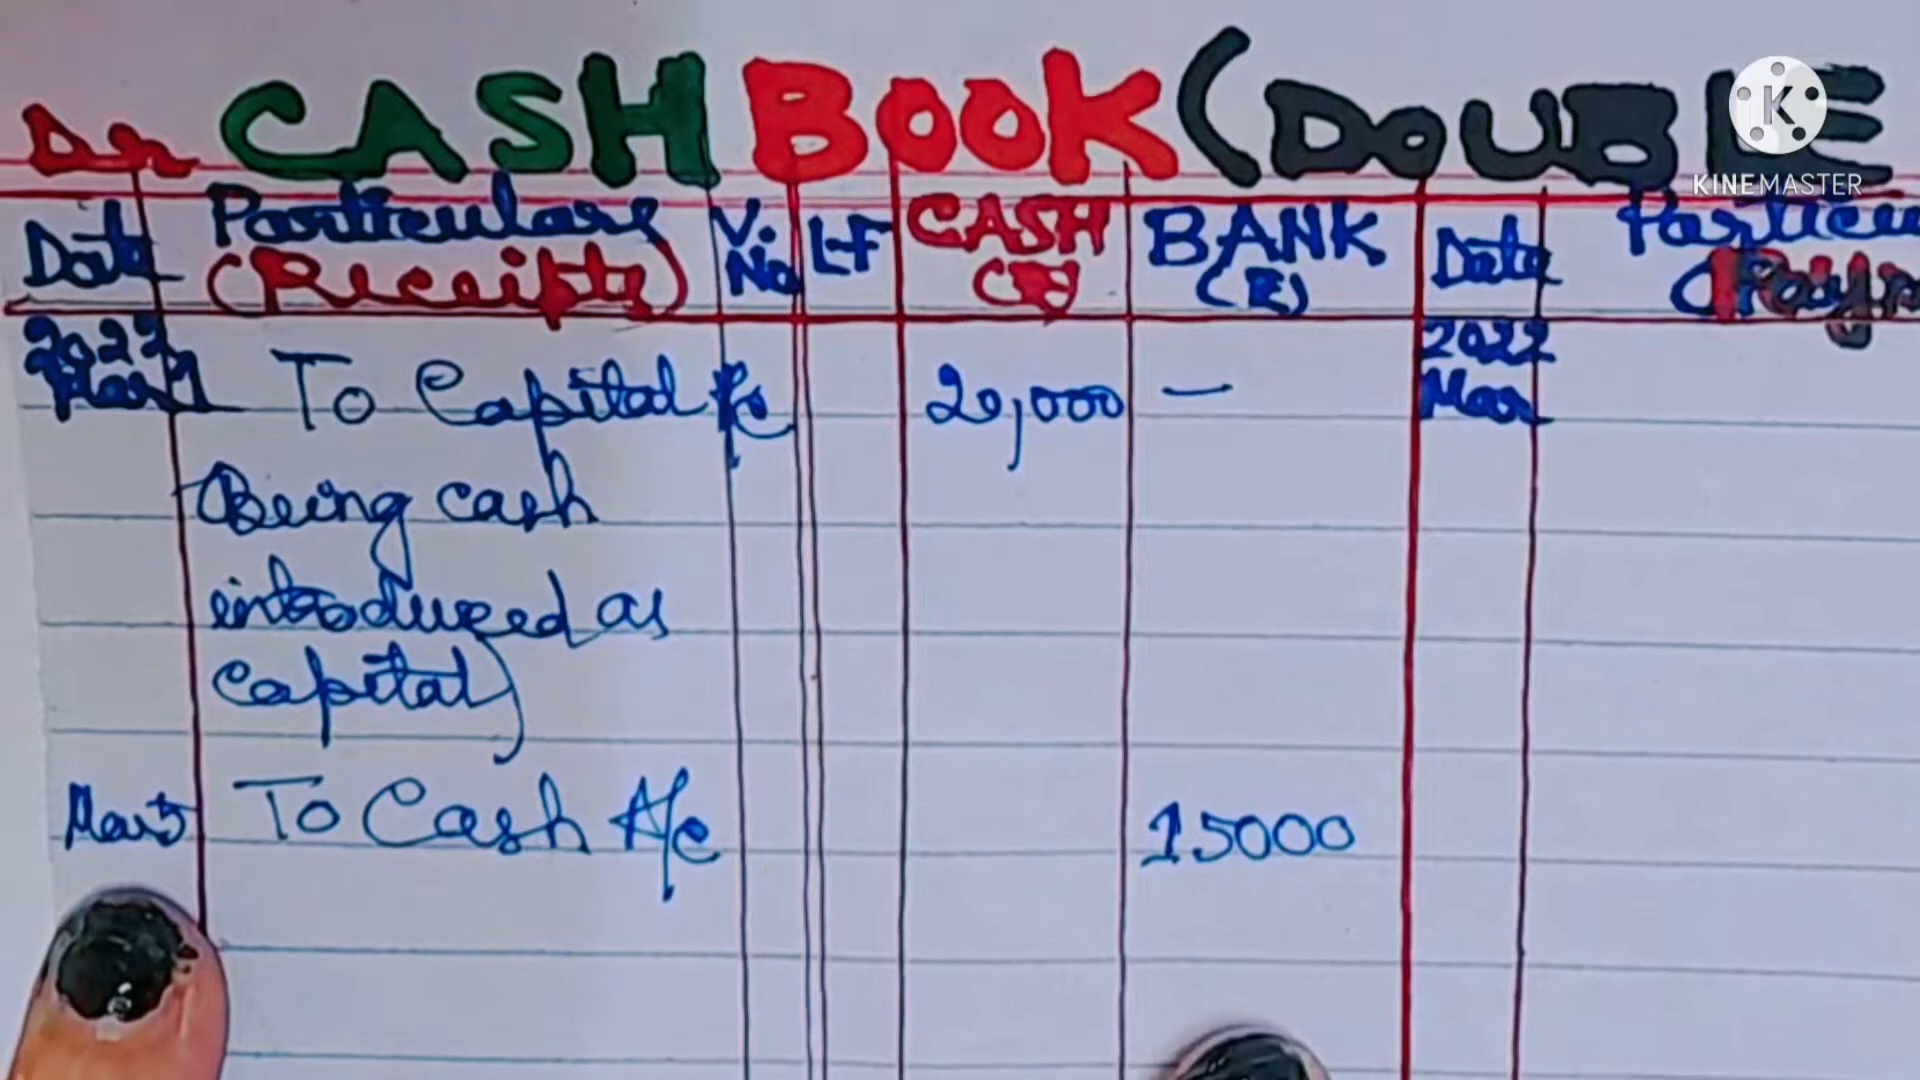 CASH BOOK (DOUBLE
Dr
KINEMASTER
Date Particulars (Receipts) V. No L.F CASH (₹) BANK (₹) Date
2022 Mar 1 To Capital A/c 20,000 — 2022 Mar
Being cash
introduced as
capital)
Mar 5 To Cash A/c 15000